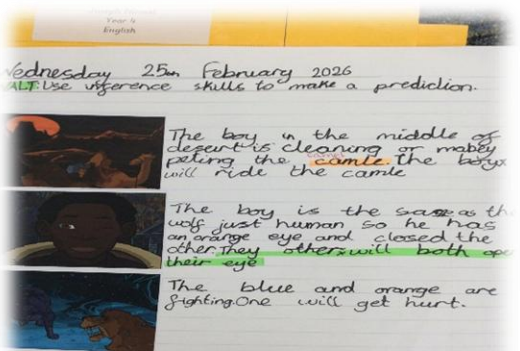 Year 4
English
Wednesday 25th February 2026
WALT: Use inference skills to make a prediction.
The boy in the middle of
desert is cleaning or mabey
peting the camle. The boy
will ride the camle
The boy is the same as th
wolf just human so he has
an orange eye and closed the
other. They others will both ope
their eye
The blue and orange are
fighting. One will get hurt.